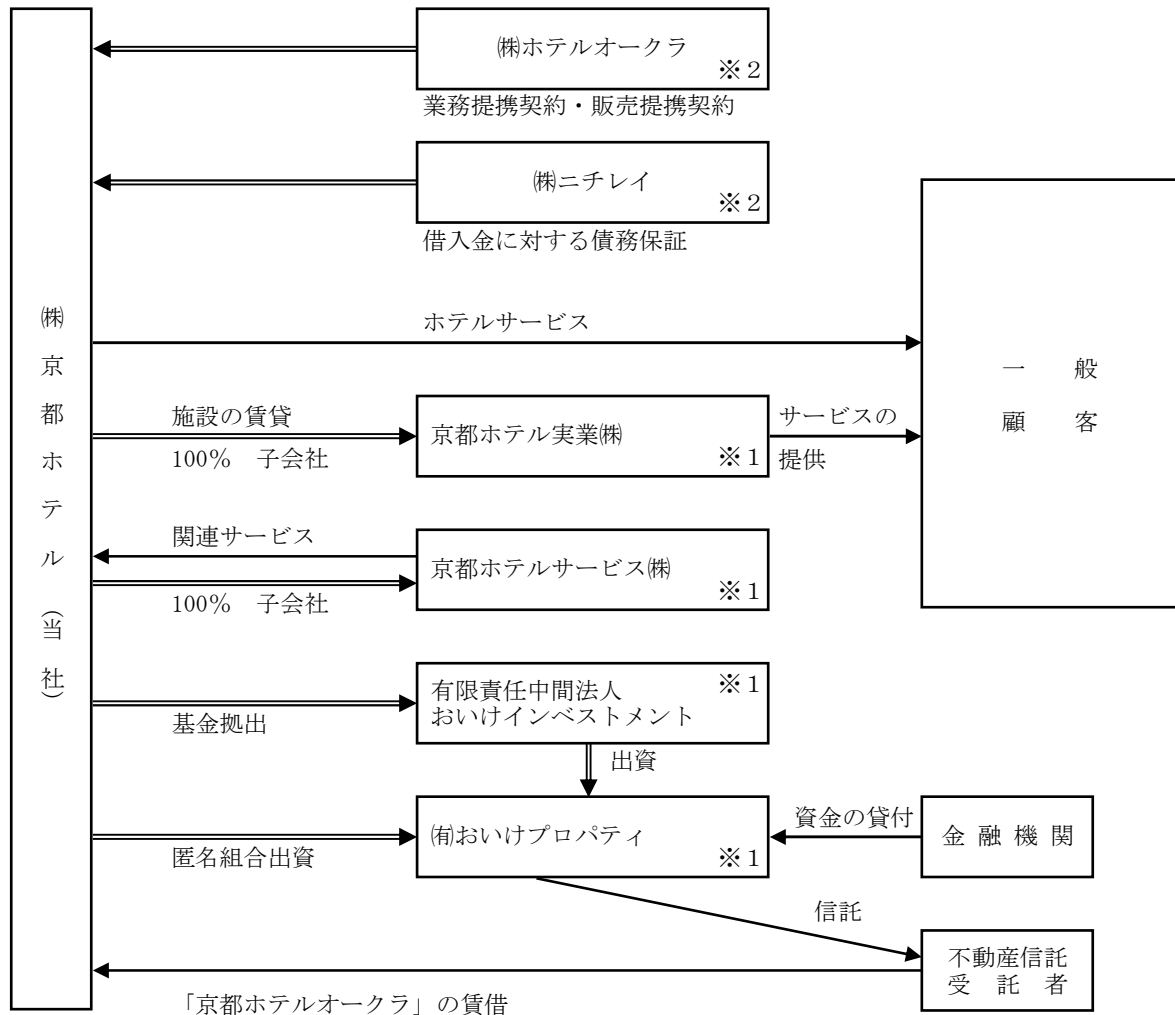 ㈱ホテルオークラ
※２
業務提携契約・販売提携契約
㈱ニチレイ
※２
借入金に対する債務保証
㈱京都ホテル（当社）
ホテルサービス
一　般
顧　客
施設の賃貸
100％　子会社
京都ホテル実業㈱
※１
サービスの
提供
関連サービス
100％　子会社
京都ホテルサービス㈱
※１
基金拠出
有限責任中間法人
おいけインベストメント
※１
出資
匿名組合出資
㈲おいけプロパティ
※１
資金の貸付
金 融 機 関
信託
不動産信託
受　託　者
「京都ホテルオークラ」の賃借